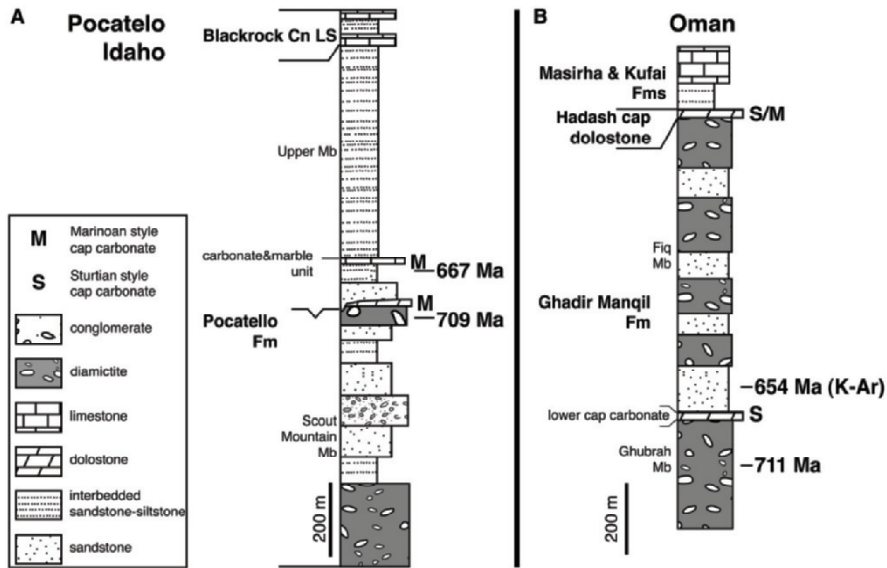 A
Pocatelo
Idaho
Blackrock Cn LS
Upper Mb
carbonate&marble
unit
M
667 Ma
M
709 Ma
Pocatello
Fm
Scout
Mountain
Mb
200 m
M
Marinoan style
cap carbonate
S
Sturtian style
cap carbonate
conglomerate
diamictite
limestone
dolostone
interbedded
sandstone-siltstone
sandstone
B
Oman
Masirha & Kufai
Fms
Hadash cap
dolostone
S/M
Fiq
Mb
Ghadir Manqil
Fm
654 Ma (K-Ar)
lower cap carbonate
S
Ghubrah
Mb
711 Ma
200 m